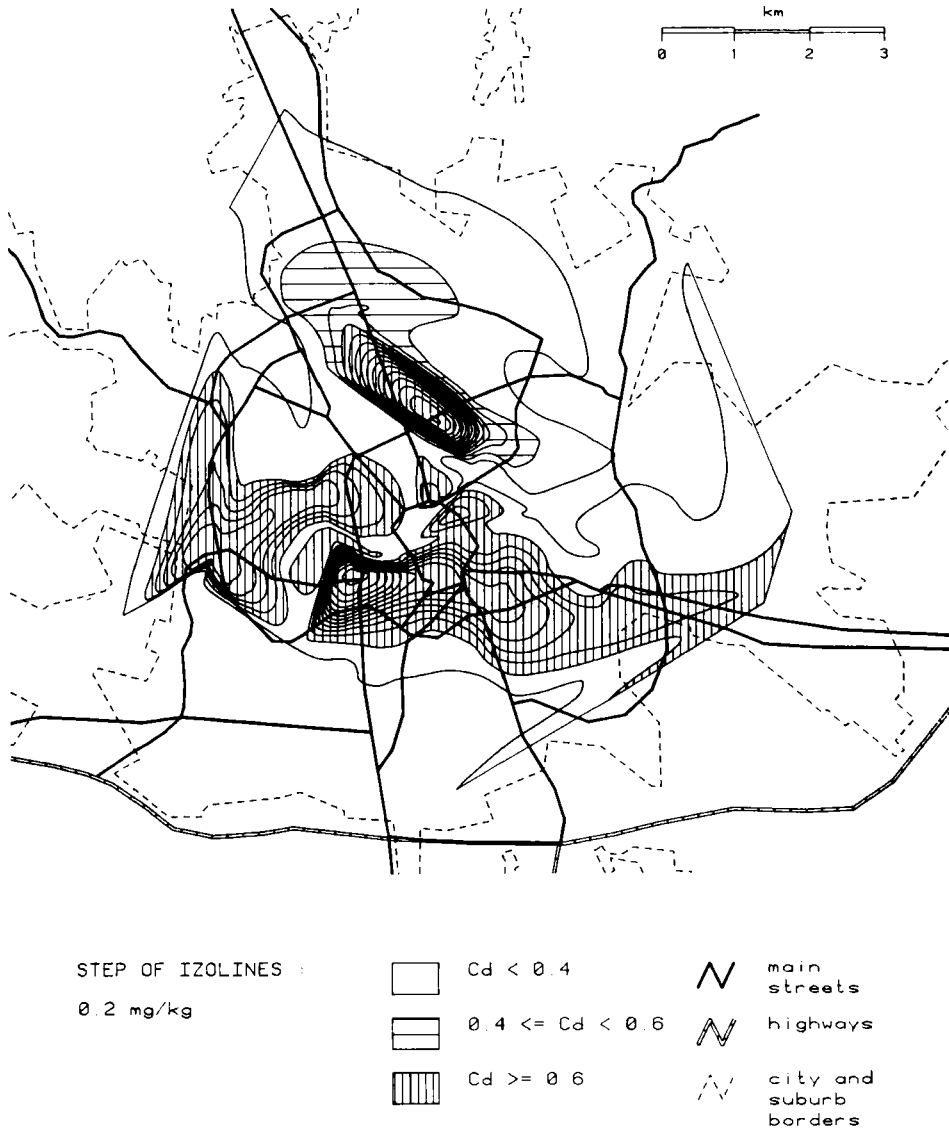 km
0 1 2 3
STEP OF IZOLINES :
0.2 mg/kg
Cd < 0.4
0.4 <= Cd < 0.6
Cd >= 0 6
main
streets
highways
city and
suburb
borders